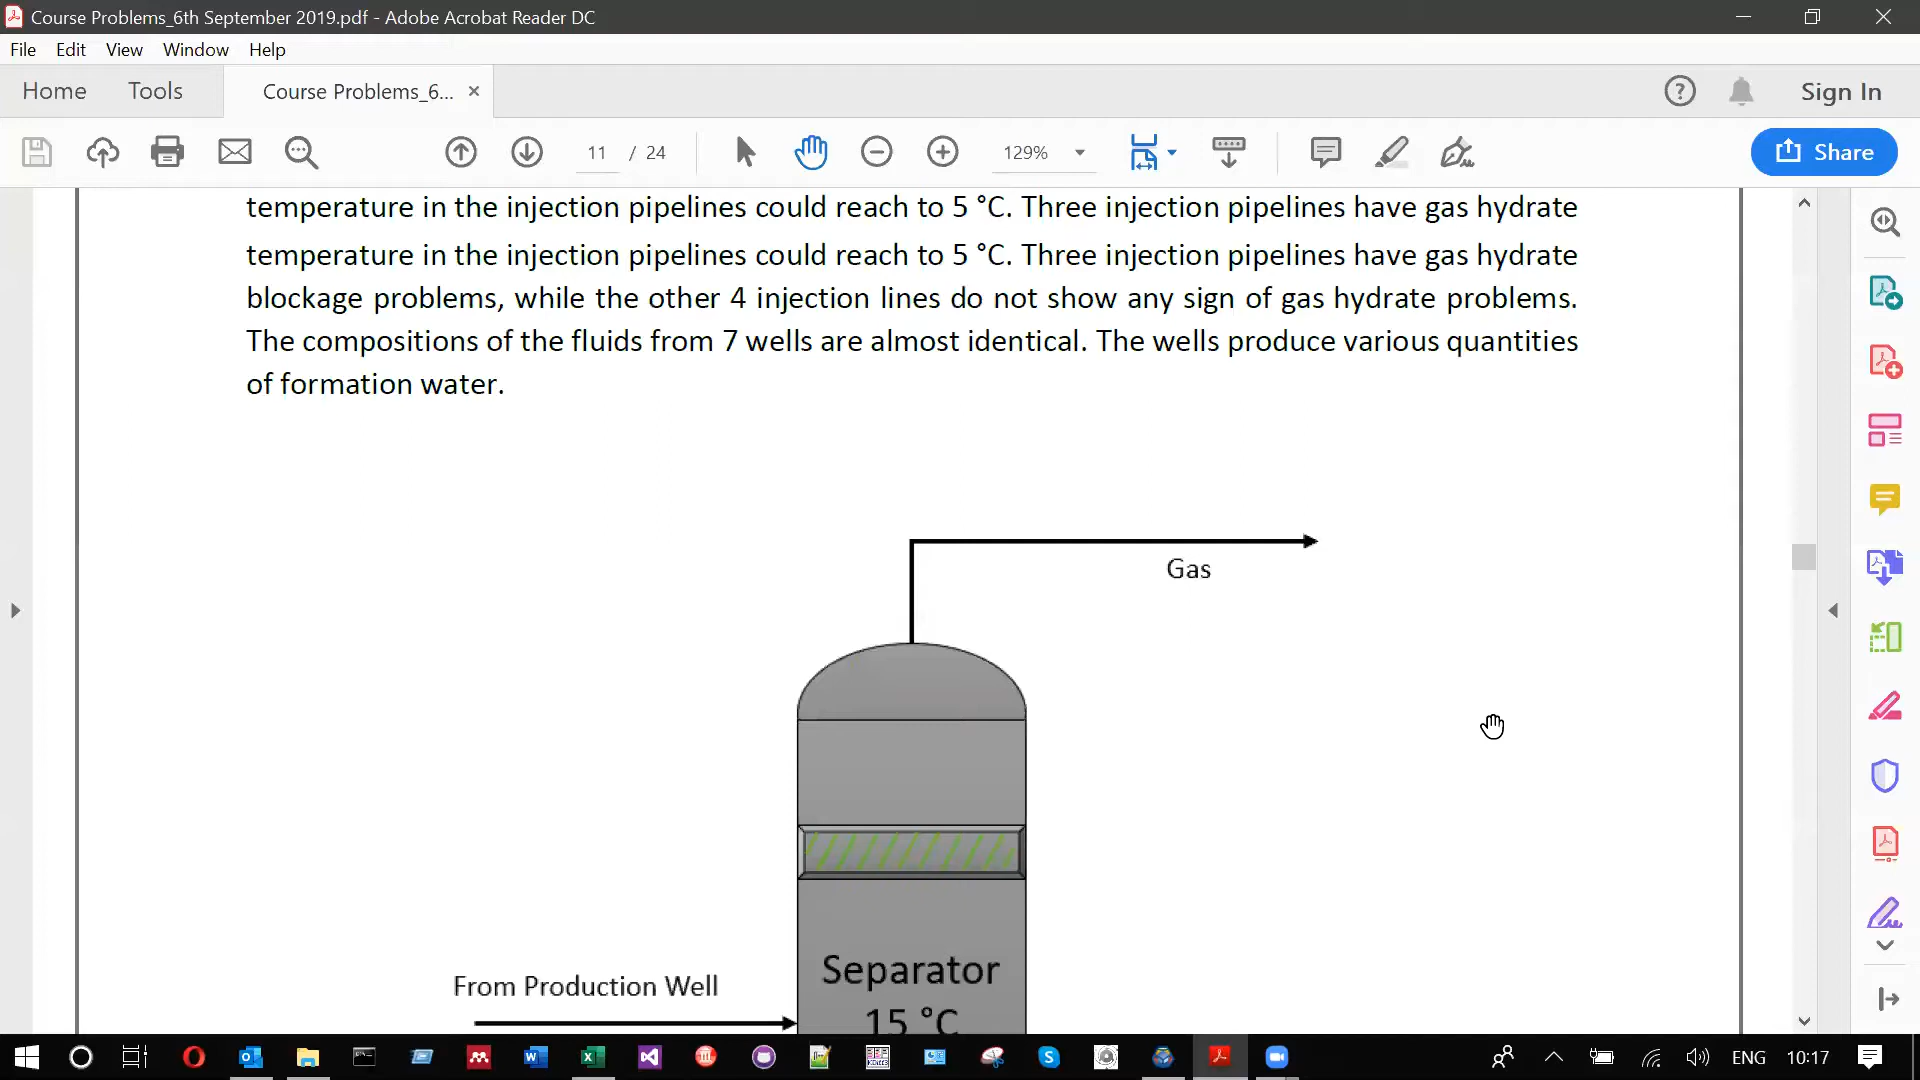 Course Problems_6th September 2019.pdf - Adobe Acrobat Reader DC
File Edit View Window Help
Home Tools Course Problems_6... Sign In
11 / 24 129% Share
temperature in the injection pipelines could reach to 5 °C. Three injection pipelines have gas hydrate
temperature in the injection pipelines could reach to 5 °C. Three injection pipelines have gas hydrate
blockage problems, while the other 4 injection lines do not show any sign of gas hydrate problems.
The compositions of the fluids from 7 wells are almost identical. The wells produce various quantities
of formation water.
Gas
Separator
From Production Well
15 °C
ENG 10:17